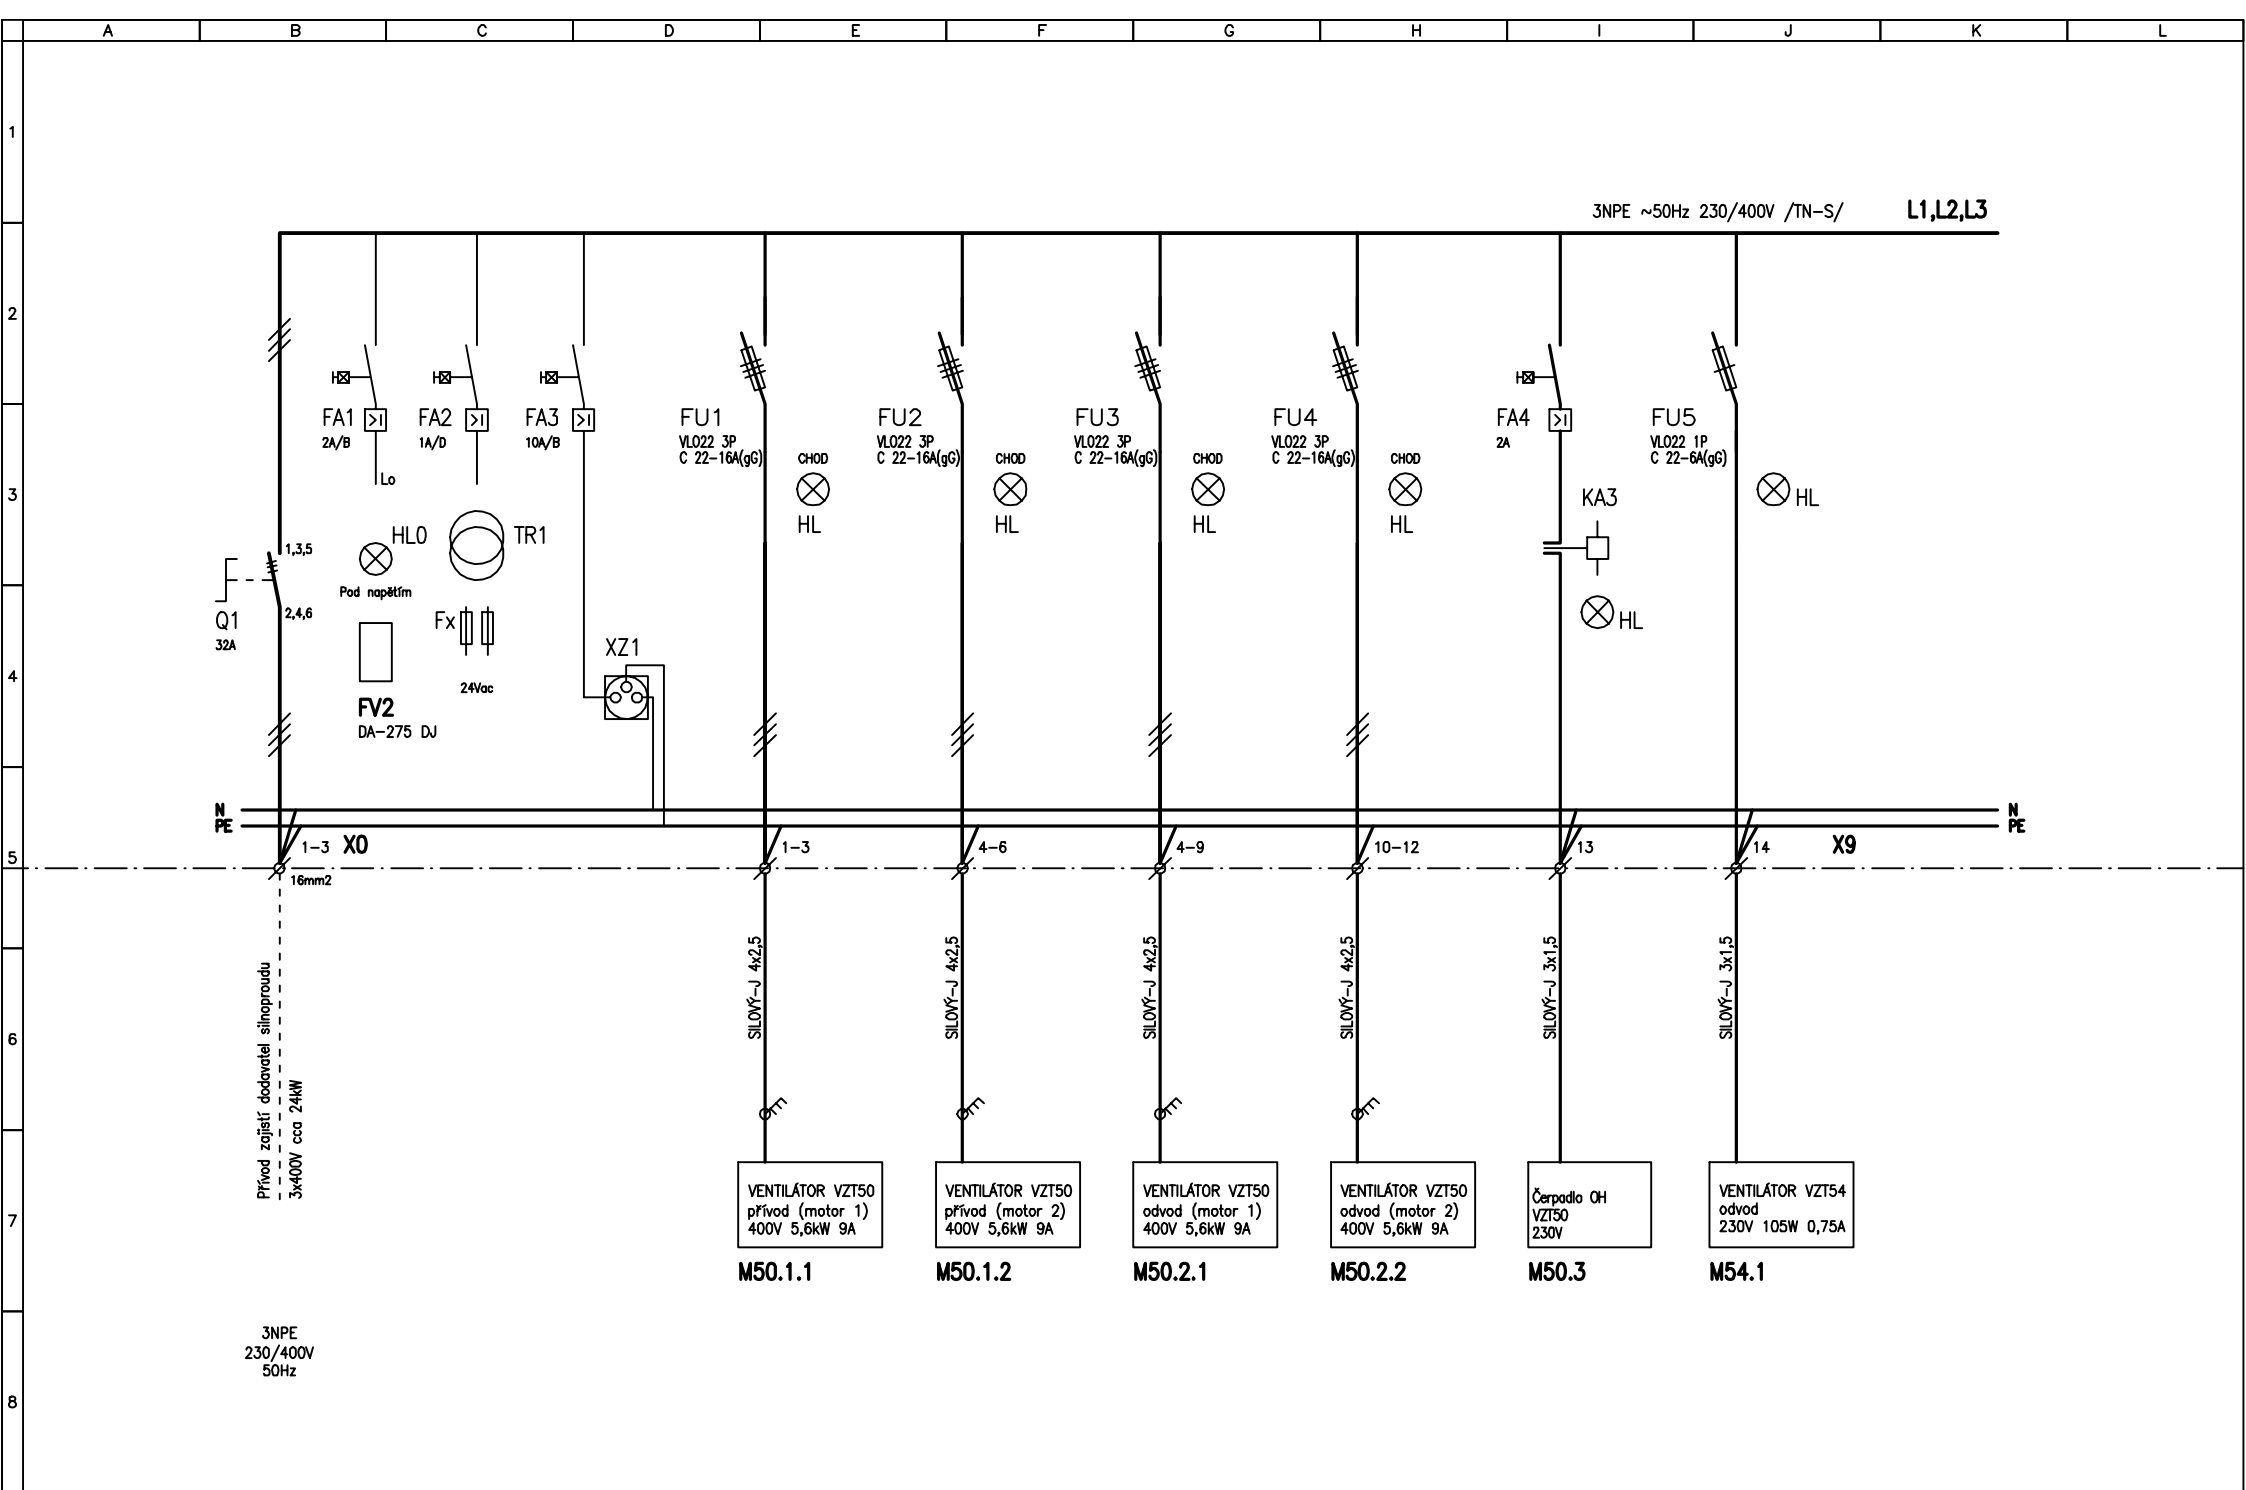 A B C D E F G H I J K L
1
3NPE ~50Hz 230/400V /TN-S/ L1,L2,L3
2
FA1 FA2 FA3 FU1 FU2 FU3 FU4 FA4 FU5
2A/B 1A/D 10A/B VLO22 3P VLO22 3P VLO22 3P VLO22 3P 2A VLO22 1P
C 22-16A(gG) C 22-16A(gG) C 22-16A(gG) C 22-16A(gG) C 22-6A(gG)
CHOD CHOD CHOD CHOD
Lo
3
KA3 HL
HL HL HL HL
HL0 TR1
1,3,5
Pod napětím
2,4,6
Q1 Fx HL
32A
XZ1
4
24Vac
FV2
DA-275 DJ
N N
PE PE
1-3 X0 1-3 4-6 4-9 10-12 13 14 X9
5
16mm2
SILOVÝ-J 4x2,5
SILOVÝ-J 4x2,5
SILOVÝ-J 4x2,5
SILOVÝ-J 4x2,5
SILOVÝ-J 3x1,5
SILOVÝ-J 3x1,5
Přívod zajistí dodavatel silnoproudu
3x400V cca 24kW
6
7
VENTILÁTOR VZT50
přívod (motor 1)
400V 5,6kW 9A
M50.1.1
VENTILÁTOR VZT50
přívod (motor 2)
400V 5,6kW 9A
M50.1.2
VENTILÁTOR VZT50
odvod (motor 1)
400V 5,6kW 9A
M50.2.1
VENTILÁTOR VZT50
odvod (motor 2)
400V 5,6kW 9A
M50.2.2
Čerpadlo OH
VZT50
230V
M50.3
VENTILÁTOR VZT54
odvod
230V 105W 0,75A
M54.1
3NPE
230/400V
50Hz
8